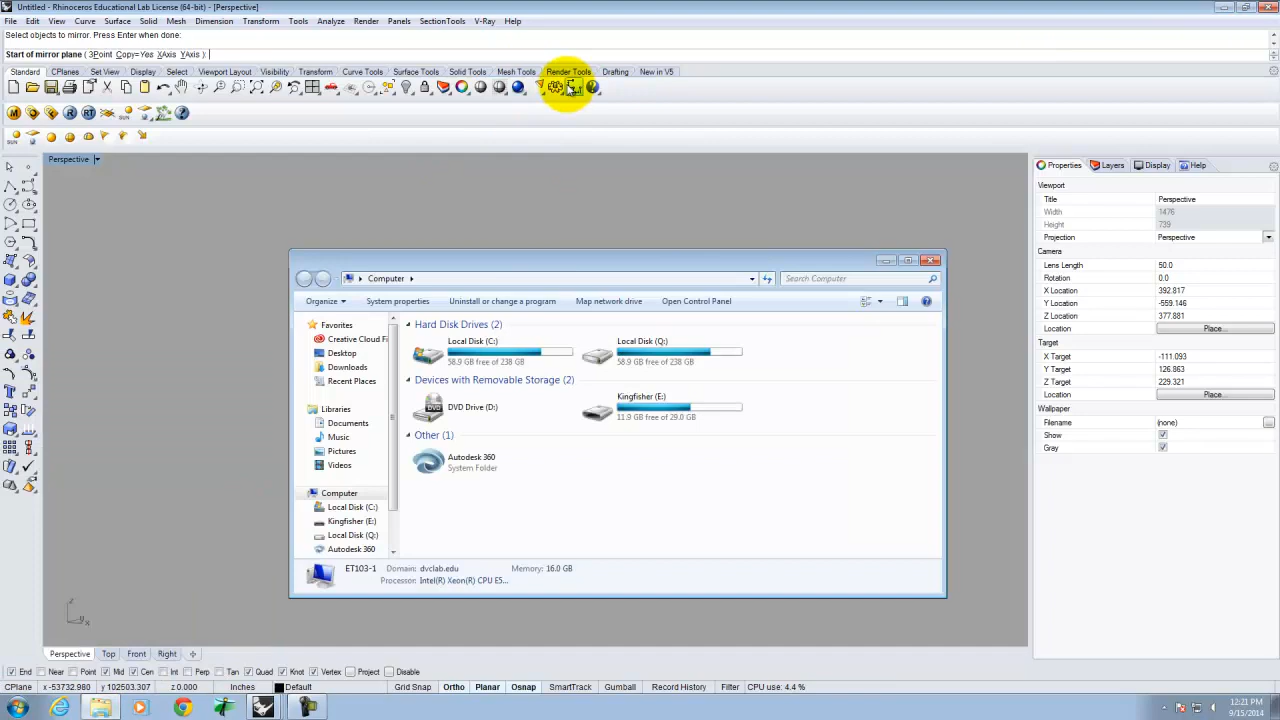 Untitled - Rhinoceros Educational Lab License (64-bit) - [Perspective]
File Edit View Curve Surface Solid Mesh Dimension Transform Tools Analyze Render Panels SectionTools V-Ray Help
Select objects to mirror. Press Enter when done:
Start of mirror plane ( 3Point Copy=Yes XAxis YAxis ):
Standard CPlanes Set View Display Select Viewport Layout Visibility Transform Curve Tools Surface Tools Solid Tools Mesh Tools Render Tools Drafting New in V5
M R RT SUN
SUN
Perspective
Properties Layers Display Help
Viewport
Title Perspective
Width 1476
Height 739
Projection Perspective
Camera
Lens Length 50.0
Rotation 0.0
X Location 392.817
Y Location -559.146
Z Location 377.881
Location Place...
Target
X Target -111.093
Y Target 126.863
Z Target 229.321
Location Place...
Wallpaper
Filename (none)
Show
Gray
Computer
Search Computer
Organize System properties Uninstall or change a program Map network drive Open Control Panel
Favorites
Creative Cloud Fi
Desktop
Downloads
Recent Places
Libraries
Documents
Music
Pictures
Videos
Computer
Local Disk (C:)
Kingfisher (E:)
Local Disk (Q:)
Autodesk 360
Hard Disk Drives (2)
Local Disk (C:)
58.9 GB free of 238 GB
Local Disk (Q:)
58.9 GB free of 238 GB
Devices with Removable Storage (2)
DVD Drive (D:)
Kingfisher (E:)
11.9 GB free of 29.0 GB
Other (1)
Autodesk 360
System Folder
ET103-1 Domain: dvclab.edu Memory: 16.0 GB
Processor: Intel(R) Xeon(R) CPU E5...
z
y x
Perspective Top Front Right
End Near Point Mid Cen Int Perp Tan Quad Knot Vertex Project Disable
CPlane x -53732.980 y 102503.307 z 0.000 Inches Default Grid Snap Ortho Planar Osnap SmartTrack Gumball Record History Filter CPU use: 4.4 %
12:21 PM
9/15/2014